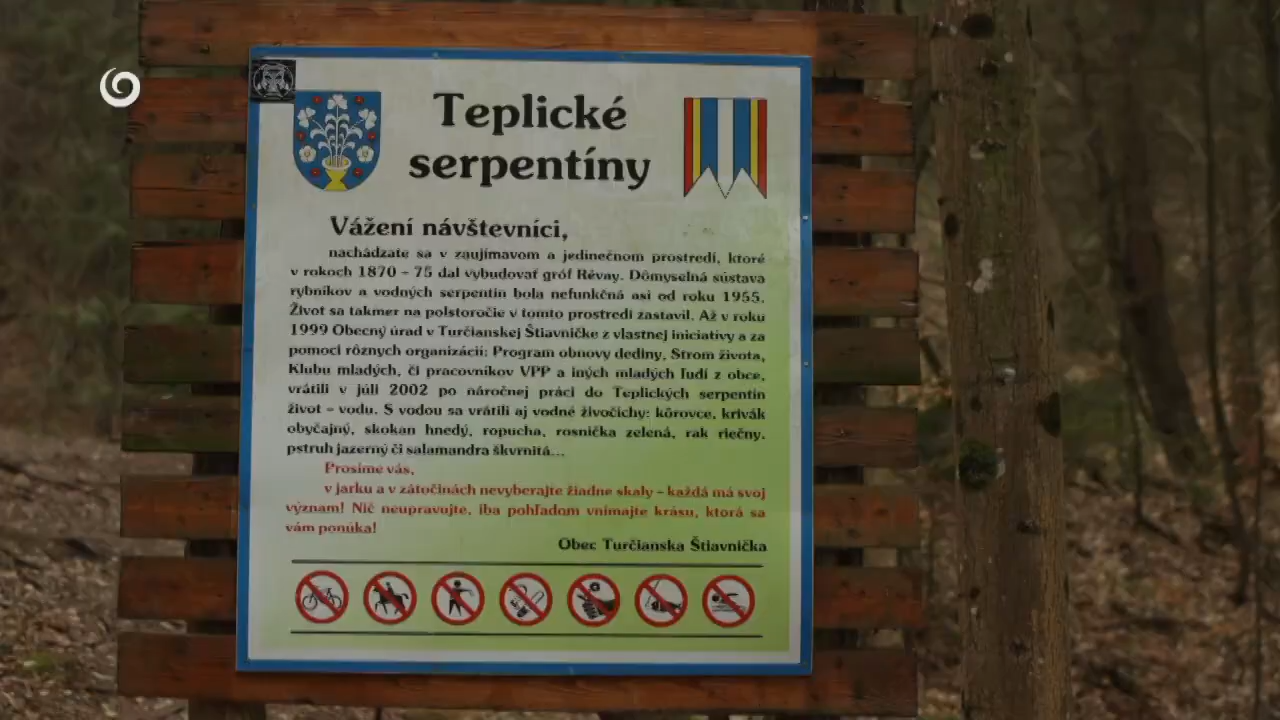 Teplické
serpentíny
Vážení návštevníci,
nachádzate sa v zaujímavom a jedinečnom prostredí, ktoré
v rokoch 1870 - 75 dal vybudovať gróf Révay. Dômyselná sústava
rybníkov a vodných serpentín bola nefunkčná asi od roku 1955.
Život sa takmer na polstoročie v tomto prostredí zastavil. Až v roku
1999 Obecný úrad v Turčianskej Štiavničke z vlastnej iniciatívy a za
pomoci rôznych organizácií: Program obnovy dediny, Strom života,
Klubu mladých, či pracovníkov VPP a iných mladých ľudí z obce,
vrátili v júli 2002 po náročnej práci do Teplických serpentín
život - vodu. S vodou sa vrátili aj vodné živočíchy: kôrovce, krivák
obyčajný, skokan hnedý, ropucha, rosnička zelená, rak riečny,
pstruh jazerný či salamandra škvrnitá...
Prosíme vás,
v jarku a v zátočinách nevyberajte žiadne skaly - každá má svoj
význam! Nič neupravujte, iba pohľadom vnímajte krásu, ktorá sa
vám ponúka!
Obec Turčianska Štiavnička